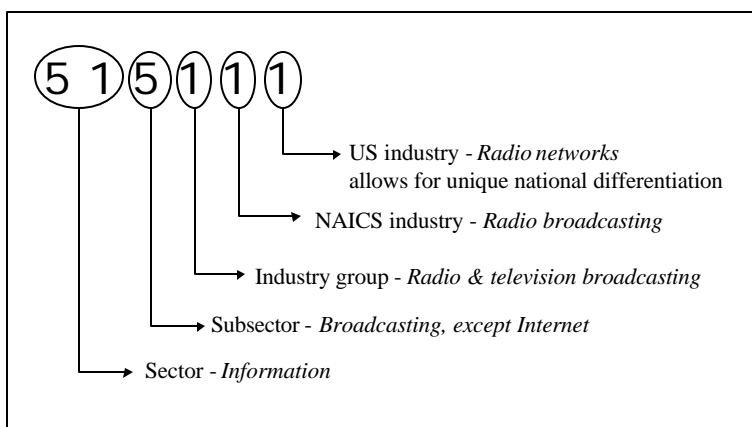 5 1 5 1 1 1
US industry - Radio networks
allows for unique national differentiation
NAICS industry - Radio broadcasting
Industry group - Radio & television broadcasting
Subsector - Broadcasting, except Internet
Sector - Information